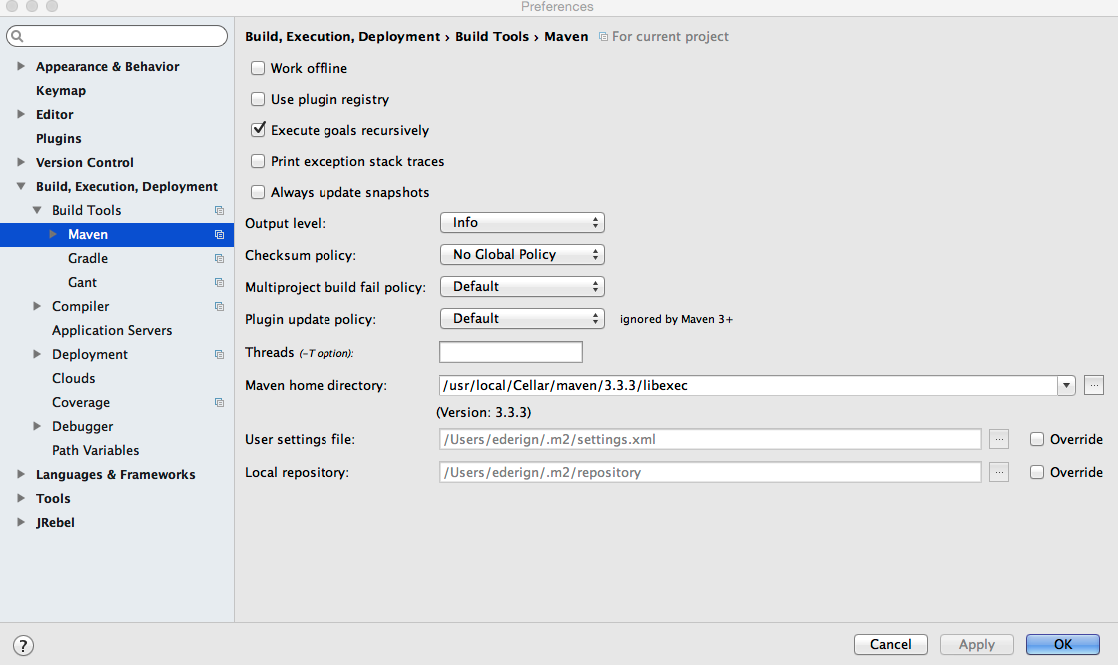 Preferences
Appearance & Behavior
Keymap
Editor
Plugins
Version Control
Build, Execution, Deployment
Build Tools
Maven
Gradle
Gant
Compiler
Application Servers
Deployment
Clouds
Coverage
Debugger
Path Variables
Languages & Frameworks
Tools
JRebel
Build, Execution, Deployment › Build Tools › Maven For current project
Work offline
Use plugin registry
Execute goals recursively
Print exception stack traces
Always update snapshots
Output level: Info
Checksum policy: No Global Policy
Multiproject build fail policy: Default
Plugin update policy: Default ignored by Maven 3+
Threads (-T option):
Maven home directory: /usr/local/Cellar/maven/3.3.3/libexec ...
(Version: 3.3.3)
User settings file: /Users/ederign/.m2/settings.xml ... Override
Local repository: /Users/ederign/.m2/repository ... Override
? Cancel Apply OK